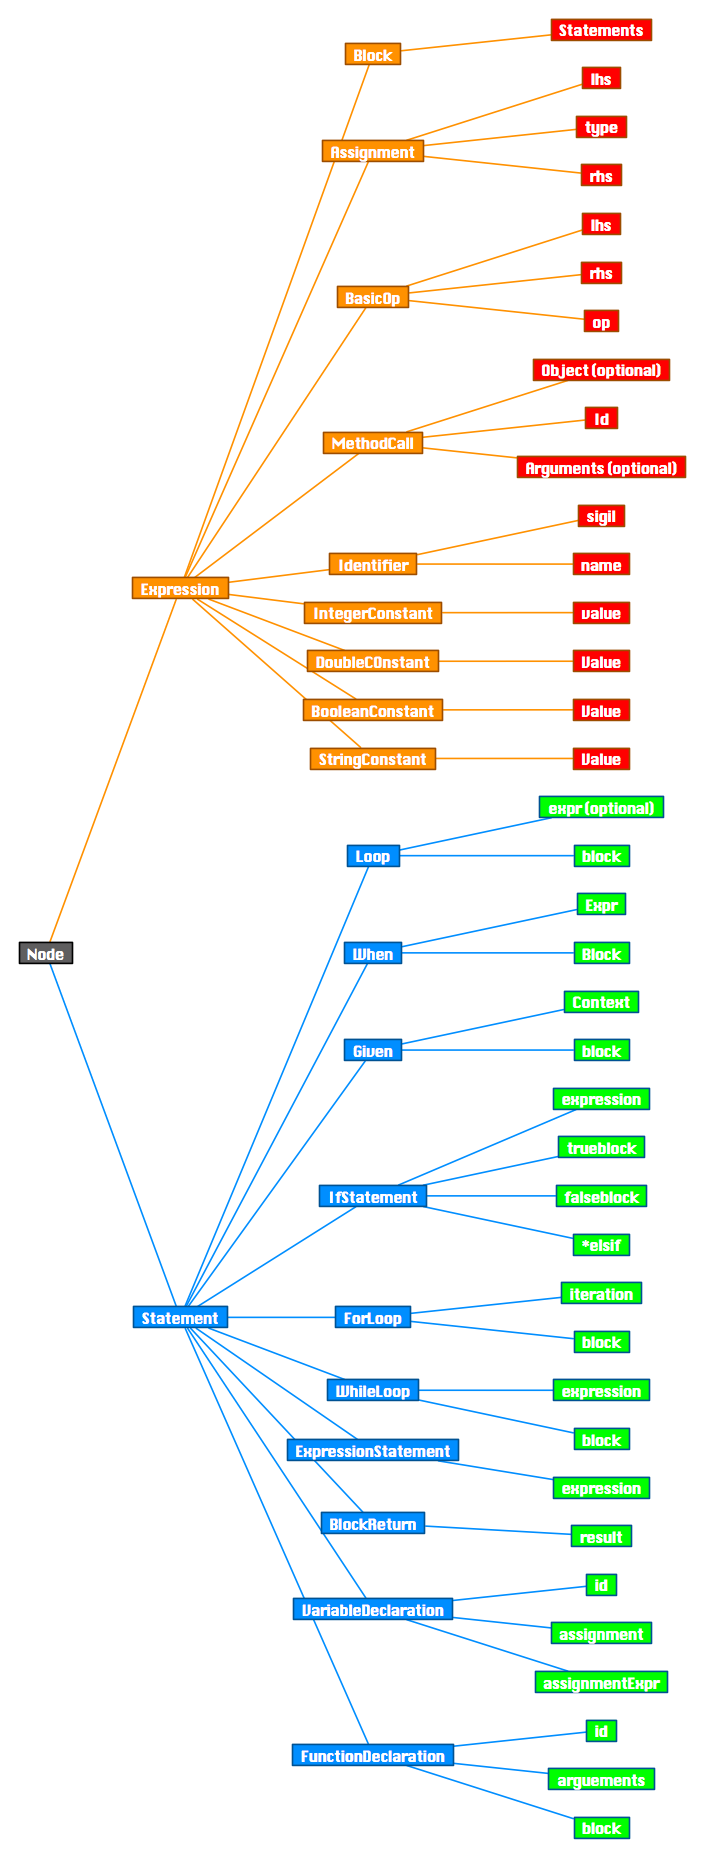 Statements
Block
lhs
type
Assignment
rhs
lhs
rhs
BasicOp
op
Object (optional)
Id
MethodCall
Arguments (optional)
sigil
Identifier
name
Expression
IntegerConstant
value
DoubleC0nstant
Value
BooleanConstant
Value
StringConstant
Value
expr (optional)
Loop
block
Expr
When
Block
Node
Context
Given
block
expression
trueblock
IfStatement
falseblock
*elsif
iteration
Statement
ForLoop
block
WhileLoop
expression
block
ExpressionStatement
expression
BlockReturn
result
id
VariableDeclaration
assignment
assignmentExpr
id
FunctionDeclaration
arguements
block